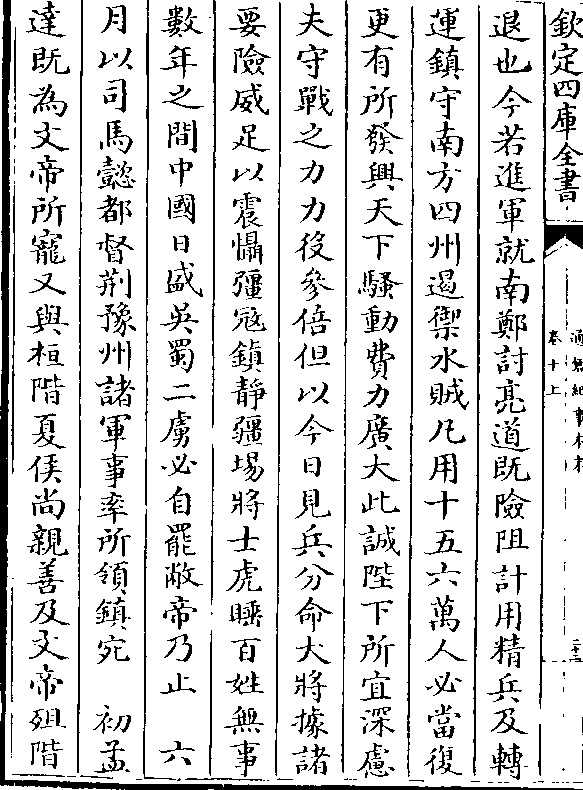 欽定四庫全書
通鑑紀事本末
卷十上
退也今若進軍就南鄭討亮道既險阻計用精兵及轉
運鎮守南方四州遏禦水賊凡用十五六萬人必當復
更有所發興天下騷動費力廣大此誠陛下所宜深慮
夫守戰之力力役參倍但以今日見兵分命大將據諸
要險威足以震懾彊寇鎮靜疆埸將士虎睡百姓無事
數年之間中國日盛吳蜀二虜必自罷敝帝乃止　六
月以司馬懿都督荆豫州諸軍事率所領鎮宛　初孟
達既為文帝所寵又與桓階夏侯尚親善及文帝殂階